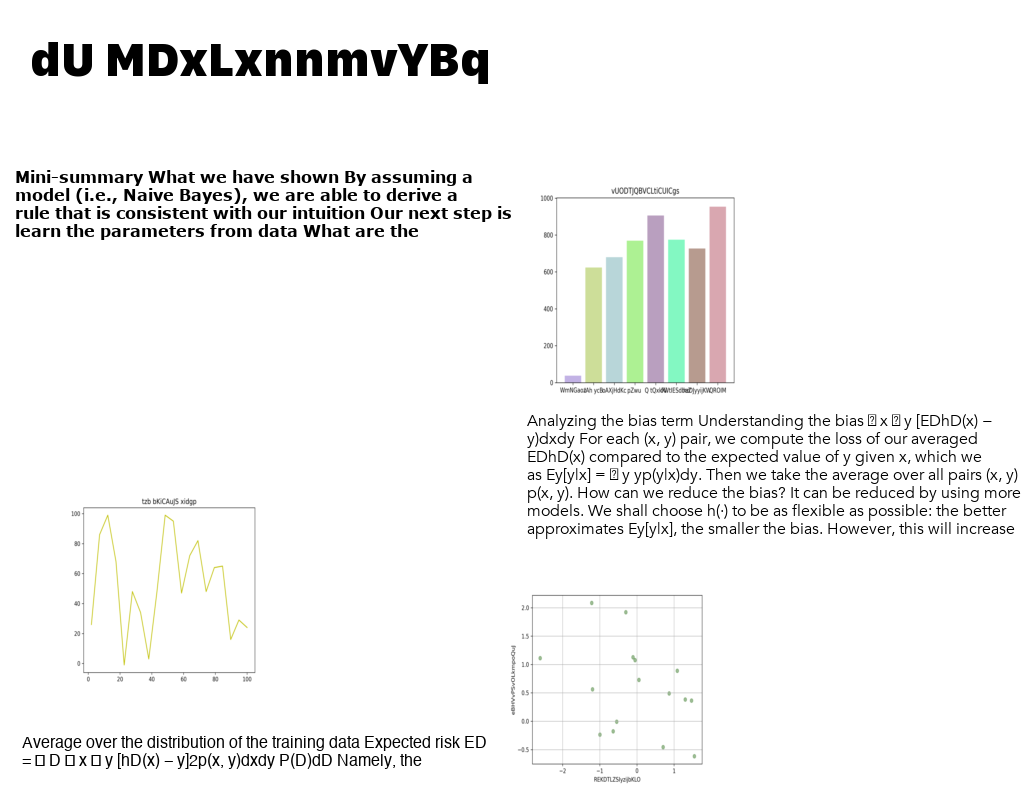 dU MDxLxnnmvYBq
Mini-summary What we have shown By assuming a
model (i.e., Naive Bayes), we are able to derive a
rule that is consistent with our intuition Our next step is
learn the parameters from data What are the
vUODTJQBVCLtiCUICgs
1000
800
600
400
200
0
pZwu
QROIM
Analyzing the bias term Understanding the bias x y [EDhD(x) −
y)dxdy For each (x, y) pair, we compute the loss of our averaged
EDhD(x) compared to the expected value of y given x, which we
as Ey[y|x] = y yp(y|x)dy. Then we take the average over all pairs (x, y)
p(x, y). How can we reduce the bias? It can be reduced by using more
models. We shall choose h(·) to be as flexible as possible: the better
approximates Ey[y|x], the smaller the bias. However, this will increase
tzb bKiCAuJS xidgp
100
80
60
40
20
0
0 20 40 60 80 100
2.0
1.5
1.0
0.5
0.0
−0.5
−2 −1 0 1
Average over the distribution of the training data Expected risk ED
= D x y [hD(x) − y]2p(x, y)dxdy P(D)dD Namely, the